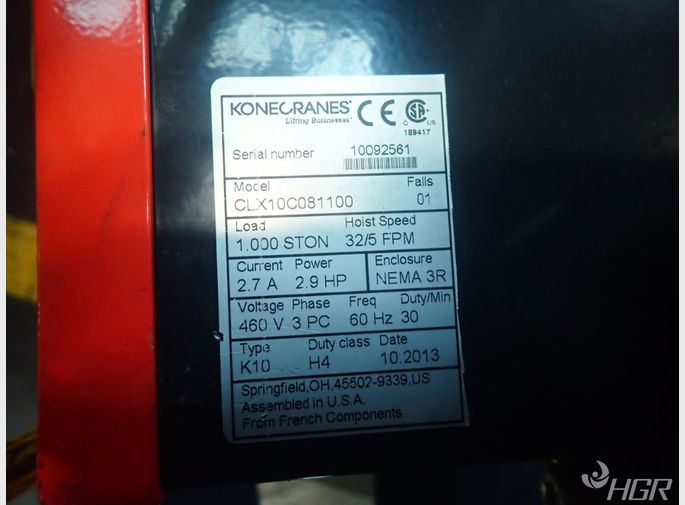 KONECRANES®
Lifting Businesses™
CE
C US
189417
Serial number 10092561
Model Falls
CLX10C081100 01
Load Hoist Speed
1.000 STON 32/5 FPM
Current Power Enclosure
2.7 A 2.9 HP NEMA 3R
Voltage Phase Freq Duty/Min
460 V 3 PC 60 Hz 30
Type Duty class Date
K10 H4 10.2013
Springfield,OH,45502-9339,US
Assembled in U.S.A.
From French Components
HGR